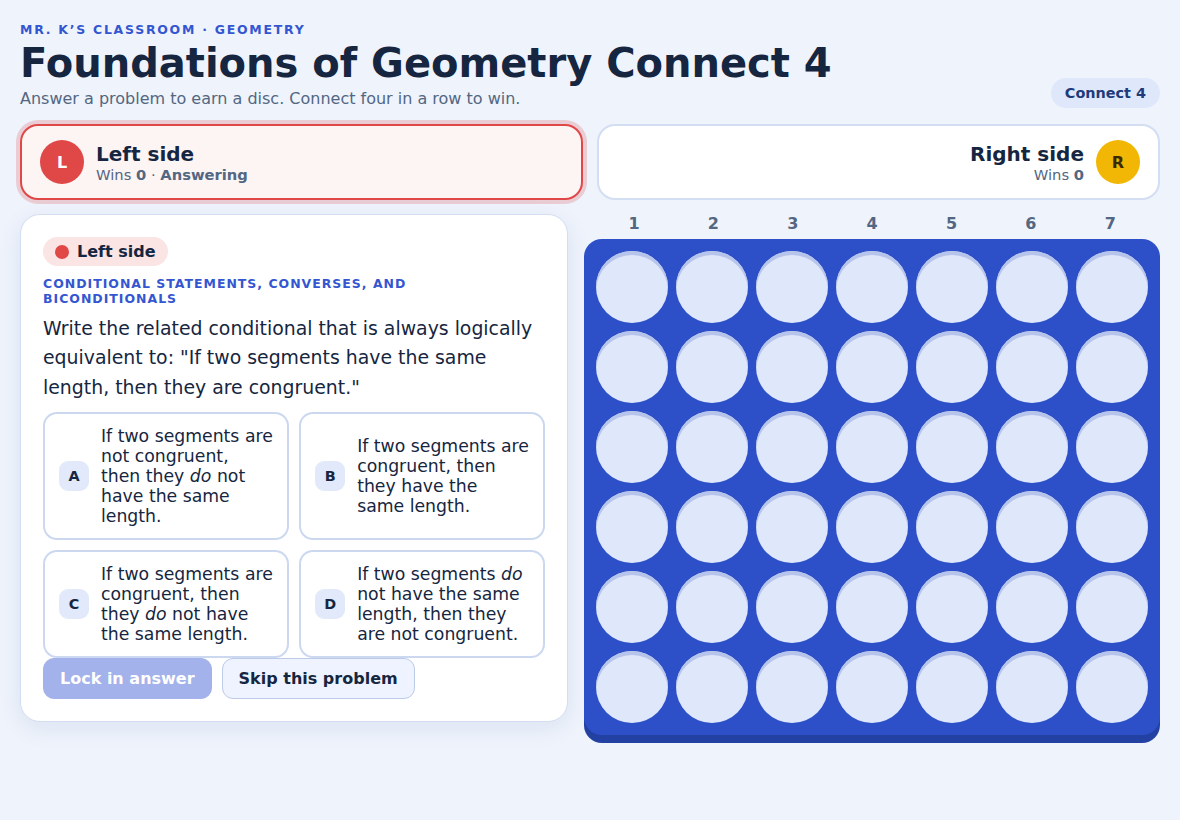 MR. K’S CLASSROOM · GEOMETRY
Foundations of Geometry Connect 4
Answer a problem to earn a disc. Connect four in a row to win.
Connect 4
L
Left side
Wins 0 · Answering
Right side
Wins 0
R
Left side
CONDITIONAL STATEMENTS, CONVERSES, AND
BICONDITIONALS
Write the related conditional that is always logically
equivalent to: "If two segments have the same
length, then they are congruent."
A
If two segments are
not congruent,
then they do not
have the same
length.
B
If two segments are
congruent, then
they have the
same length.
C
If two segments are
congruent, then
they do not have
the same length.
D
If two segments do
not have the same
length, then they
are not congruent.
Lock in answer
Skip this problem
1 2 3 4 5 6 7